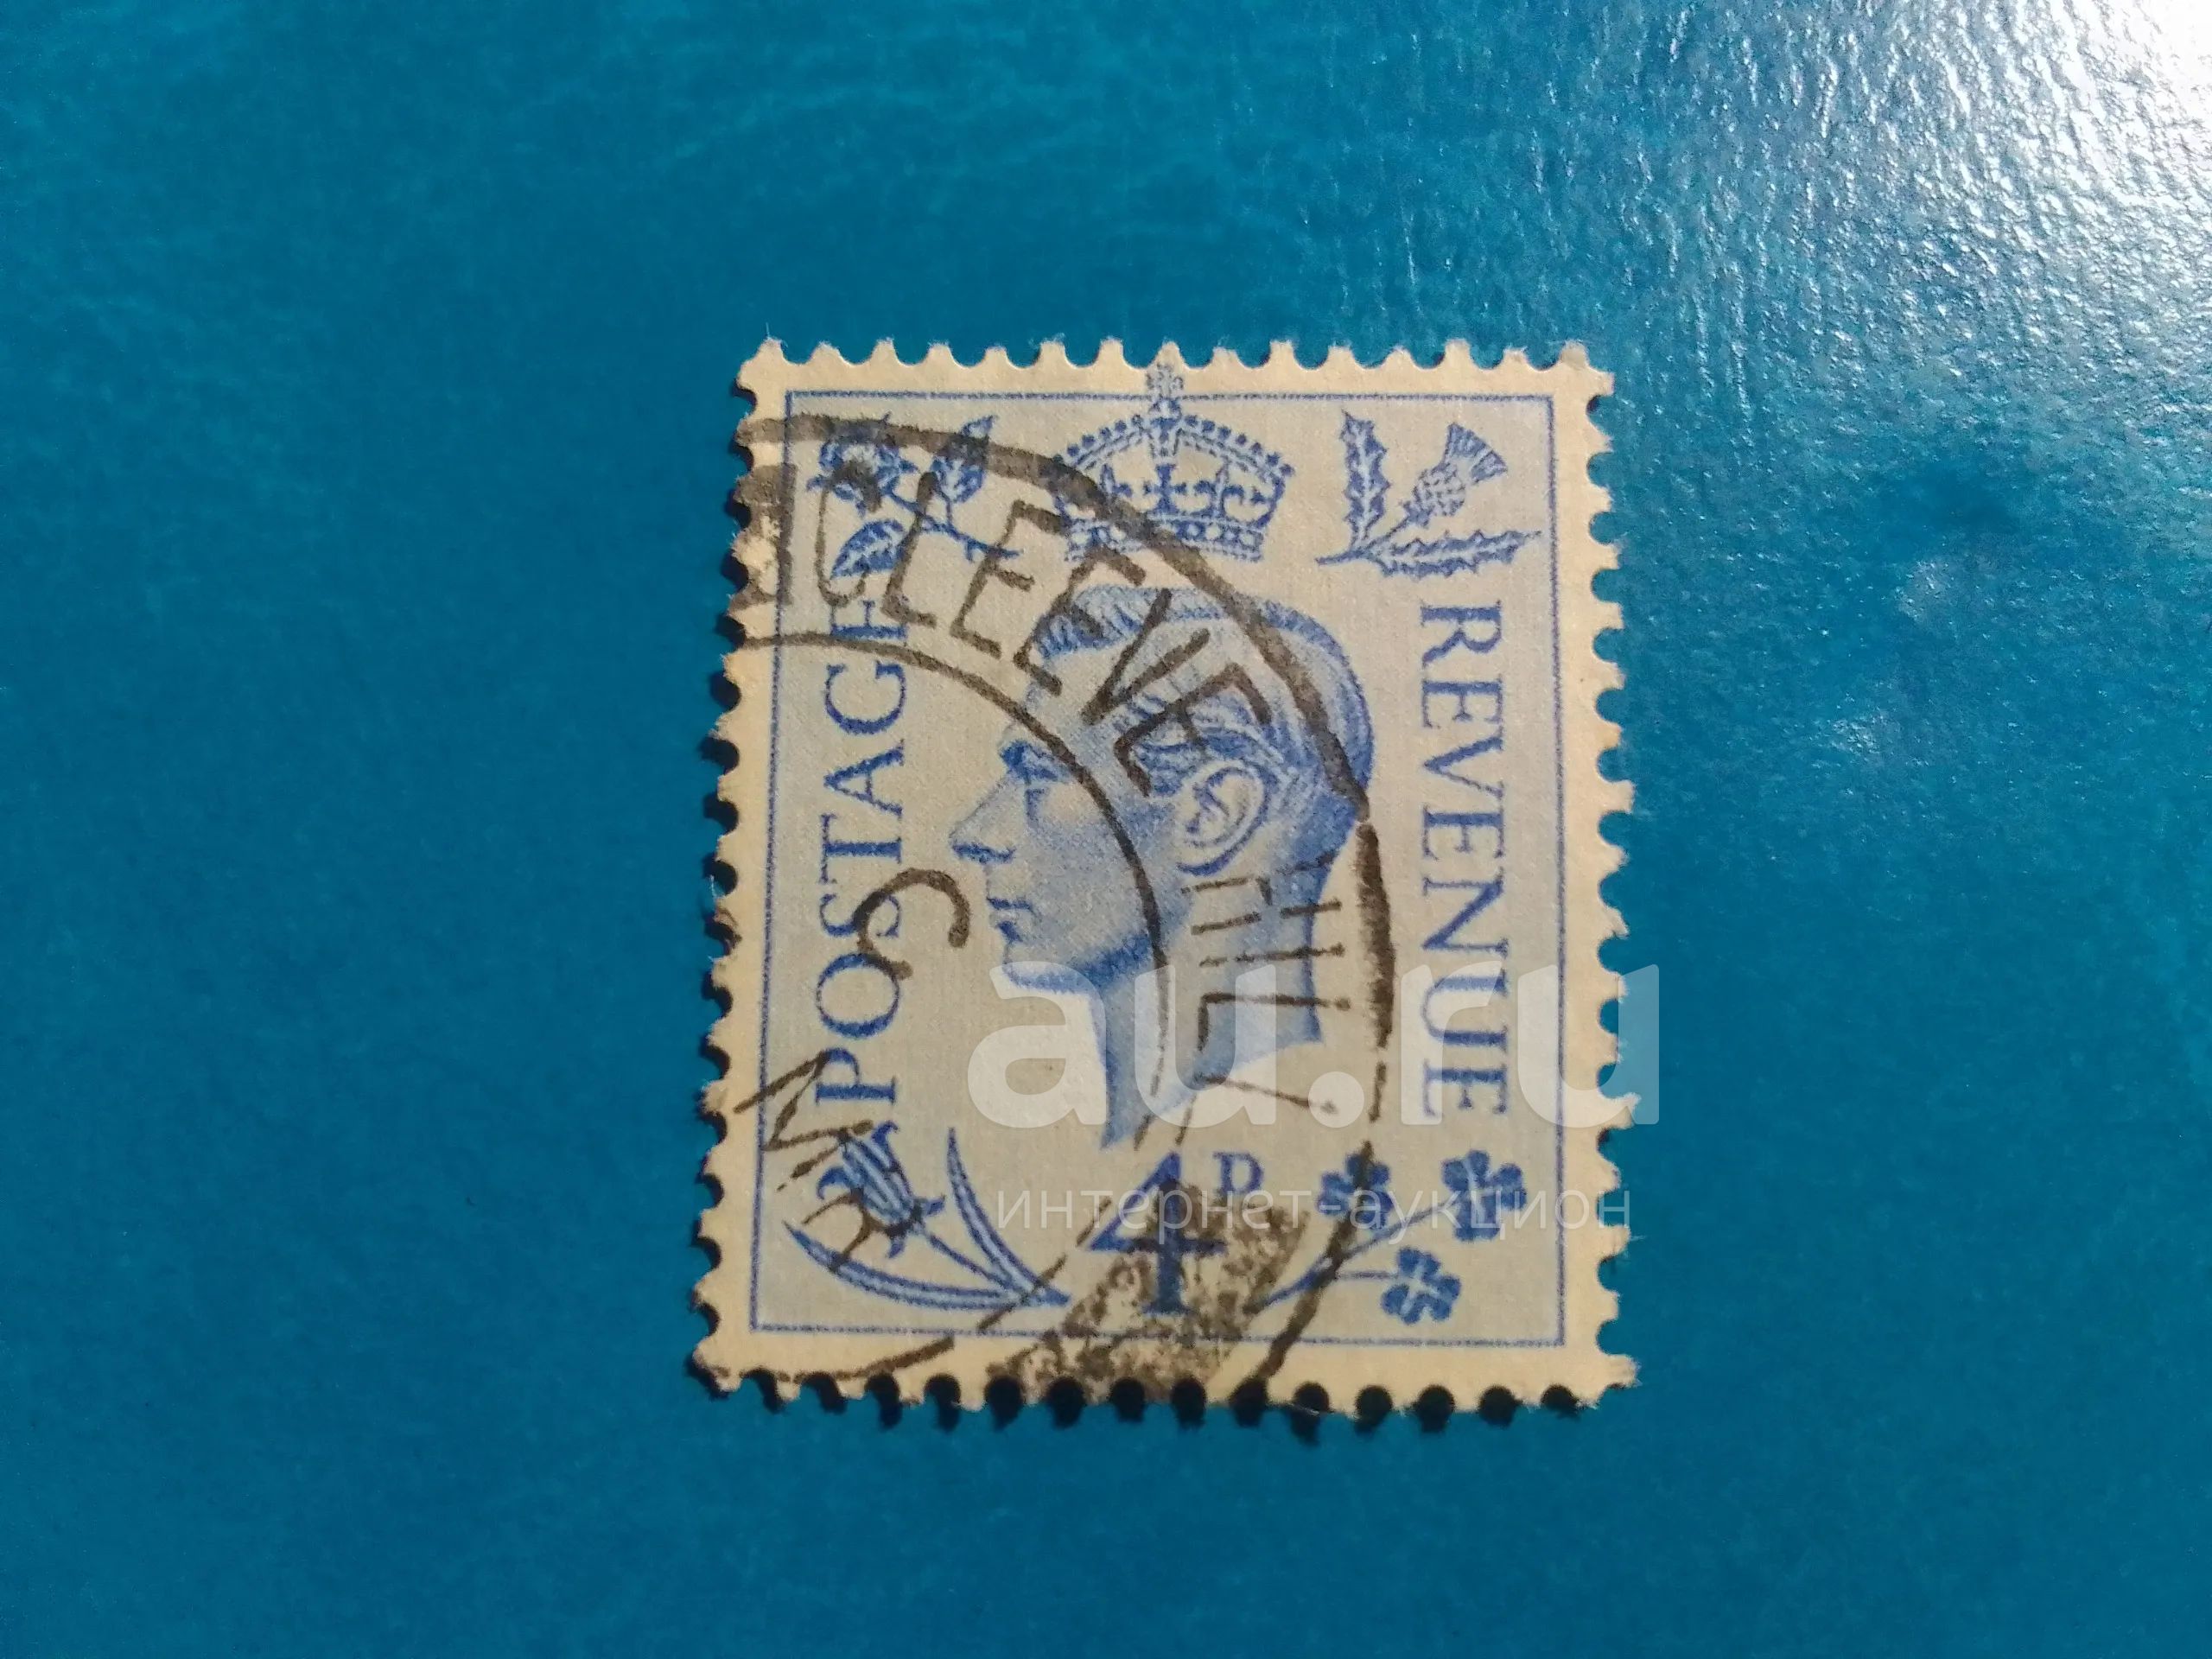 POSTAGE
REVENUE
4D
CLEEVE HILL
au.ru
интернет-аукцион